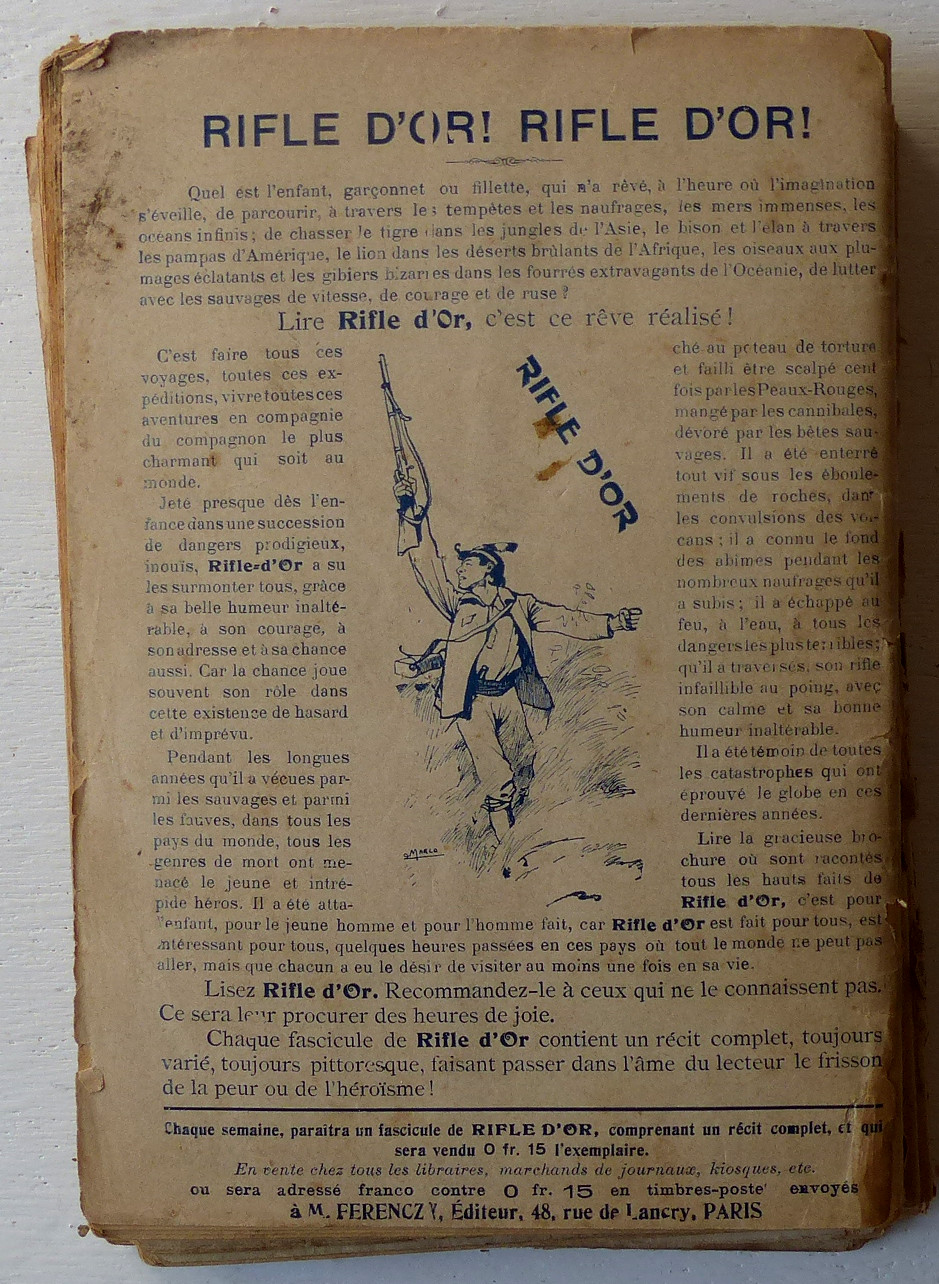 RIFLE D'OR! RIFLE D'OR!
Quel est l'enfant, garçonnet ou fillette, qui n'a rêvé, à l'heure où l'imagination
s'éveille, de parcourir, à travers les tempêtes et les naufrages, les mers immenses, les
océans infinis; de chasser le tigre dans les jungles de l'Asie, le bison et l'élan à travers
les pampas d'Amérique, le lion dans les déserts brûlants de l'Afrique, les oiseaux aux plu-
mages éclatants et les gibiers bizarres dans les fourrés extravagants de l'Océanie, de lutter
avec les sauvages de vitesse, de courage et de ruse?
Lire Rifle d'Or, c'est ce rêve réalisé!
C'est faire tous ces
voyages, toutes ces ex-
péditions, vivre toutes ces
aventures en compagnie
du compagnon le plus
charmant qui soit au
monde.
Jeté presque dès l'en-
fance dans une succession
de dangers prodigieux,
inouïs, Rifle-d'Or a su
les surmonter tous, grâce
à sa belle humeur inalté-
rable, à son courage, à
son adresse et à sa chance
aussi. Car la chance joue
souvent son rôle dans
cette existence de hasard
et d'imprévu.
Pendant les longues
années qu'il a vécues par-
mi les sauvages et parmi
les fauves, dans tous les
pays du monde, tous les
genres de mort ont me-
nacé le jeune et intré-
pide héros. Il a été atta-
RIFLE D'OR
MARCO
ché au poteau de torture
et failli être scalpé cent
fois par les Peaux-Rouges,
mangé par les cannibales,
dévoré par les bêtes sau-
vages. Il a été enterré
tout vif sous les éboule-
ments de roches, dans
les convulsions des vol-
cans; il a connu le fond
des abimes pendant les
nombreux naufrages qu'il
a subis; il a échappé au
feu, à l'eau, à tous les
dangers les plus terribles;
qu'il a traversés, son rifle
infaillible au poing, avec
son calme et sa bonne
humeur inaltérable.
Il a été témoin de toutes
les catastrophes qui ont
éprouvé le globe en ces
dernières années.
Lire la gracieuse bro-
chure où sont racontés
tous les hauts faits de
Rifle d'Or, c'est pour
l'enfant, pour le jeune homme et pour l'homme fait, car Rifle d'Or est fait pour tous, est
intéressant pour tous, quelques heures passées en ces pays où tout le monde ne peut pas
aller, mais que chacun a eu le désir de visiter au moins une fois en sa vie.
Lisez Rifle d'Or. Recommandez-le à ceux qui ne le connaissent pas.
Ce sera leur procurer des heures de joie.
Chaque fascicule de Rifle d'Or contient un récit complet, toujours
varié, toujours pittoresque, faisant passer dans l'âme du lecteur le frisson
de la peur ou de l'héroïsme!
Chaque semaine, paraîtra un fascicule de RIFLE D'OR, comprenant un récit complet, et qui
sera vendu 0 fr. 15 l'exemplaire.
En vente chez tous les libraires, marchands de journaux, kiosques, etc.
ou sera adressé franco contre 0 fr. 15 en timbres-poste envoyés
à M. FERENCZY, Éditeur, 48, rue de Lancry, PARIS